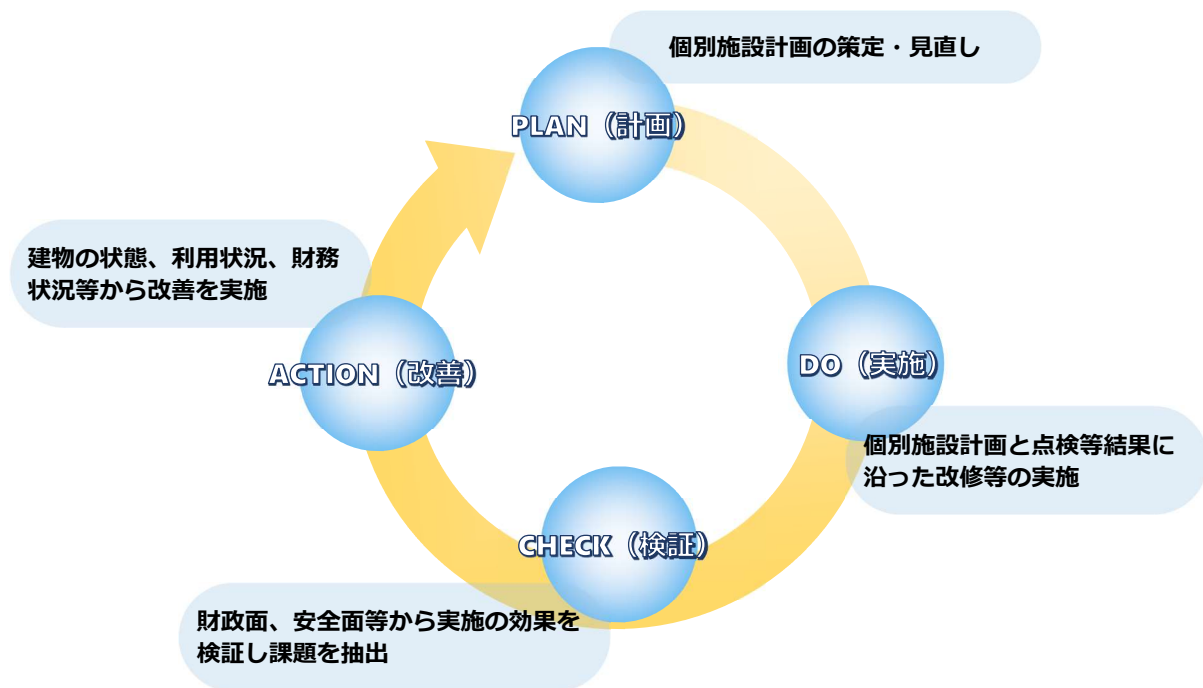 個別施設計画の策定・見直し
PLAN（計画）
建物の状態、利用状況、財務
状況等から改善を実施
ACTION（改善）
DO（実施）
個別施設計画と点検等結果に
沿った改修等の実施
CHECK（検証）
財政面、安全面等から実施の効果を
検証し課題を抽出